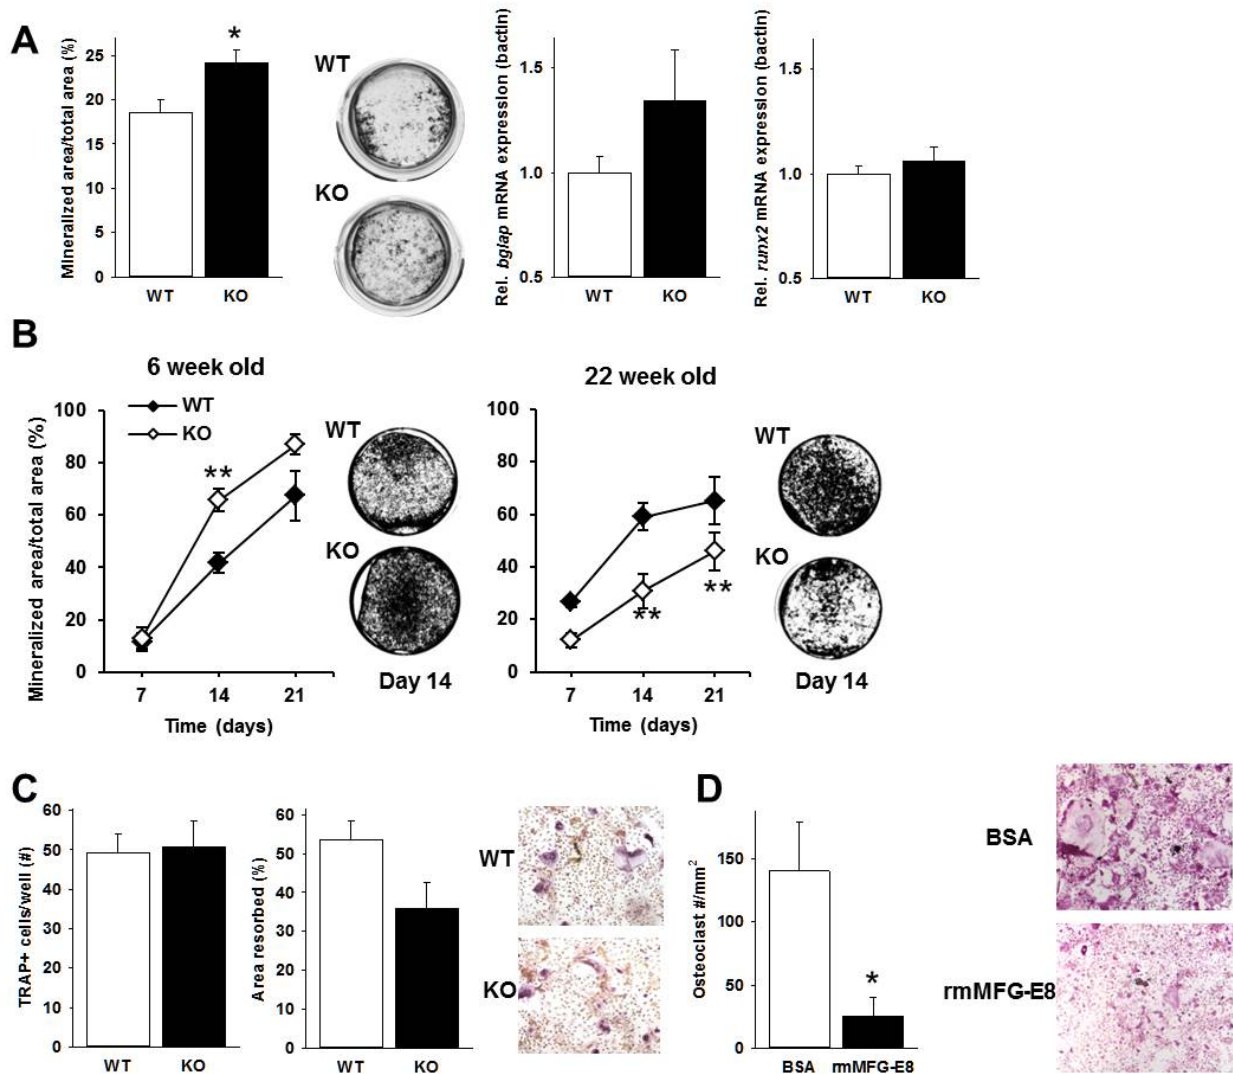 A
Mineralized area/total area (%)
25
20
15
10
5
0
*
WT
KO
WT
KO
Rel. bglap mRNA expression (bactin)
1.5
1.0
0.5
WT
KO
Rel. runx2 mRNA expression (bactin)
1.5
1.0
0.5
WT
KO
B
6 week old
Mineralized area/total area (%)
100
80
60
40
20
0
WT
KO
**
7
14
21
Time (days)
WT
KO
Day 14
22 week old
100
80
60
40
20
0
**
**
7
14
21
Time (days)
WT
KO
Day 14
C
TRAP+ cells/well (#)
60
50
40
30
20
10
0
WT
KO
Area resorbed (%)
60
50
40
30
20
10
0
WT
KO
WT
KO
D
Osteoclast #/mm2
150
100
50
0
*
BSA
rmMFG-E8
BSA
rmMFG-E8